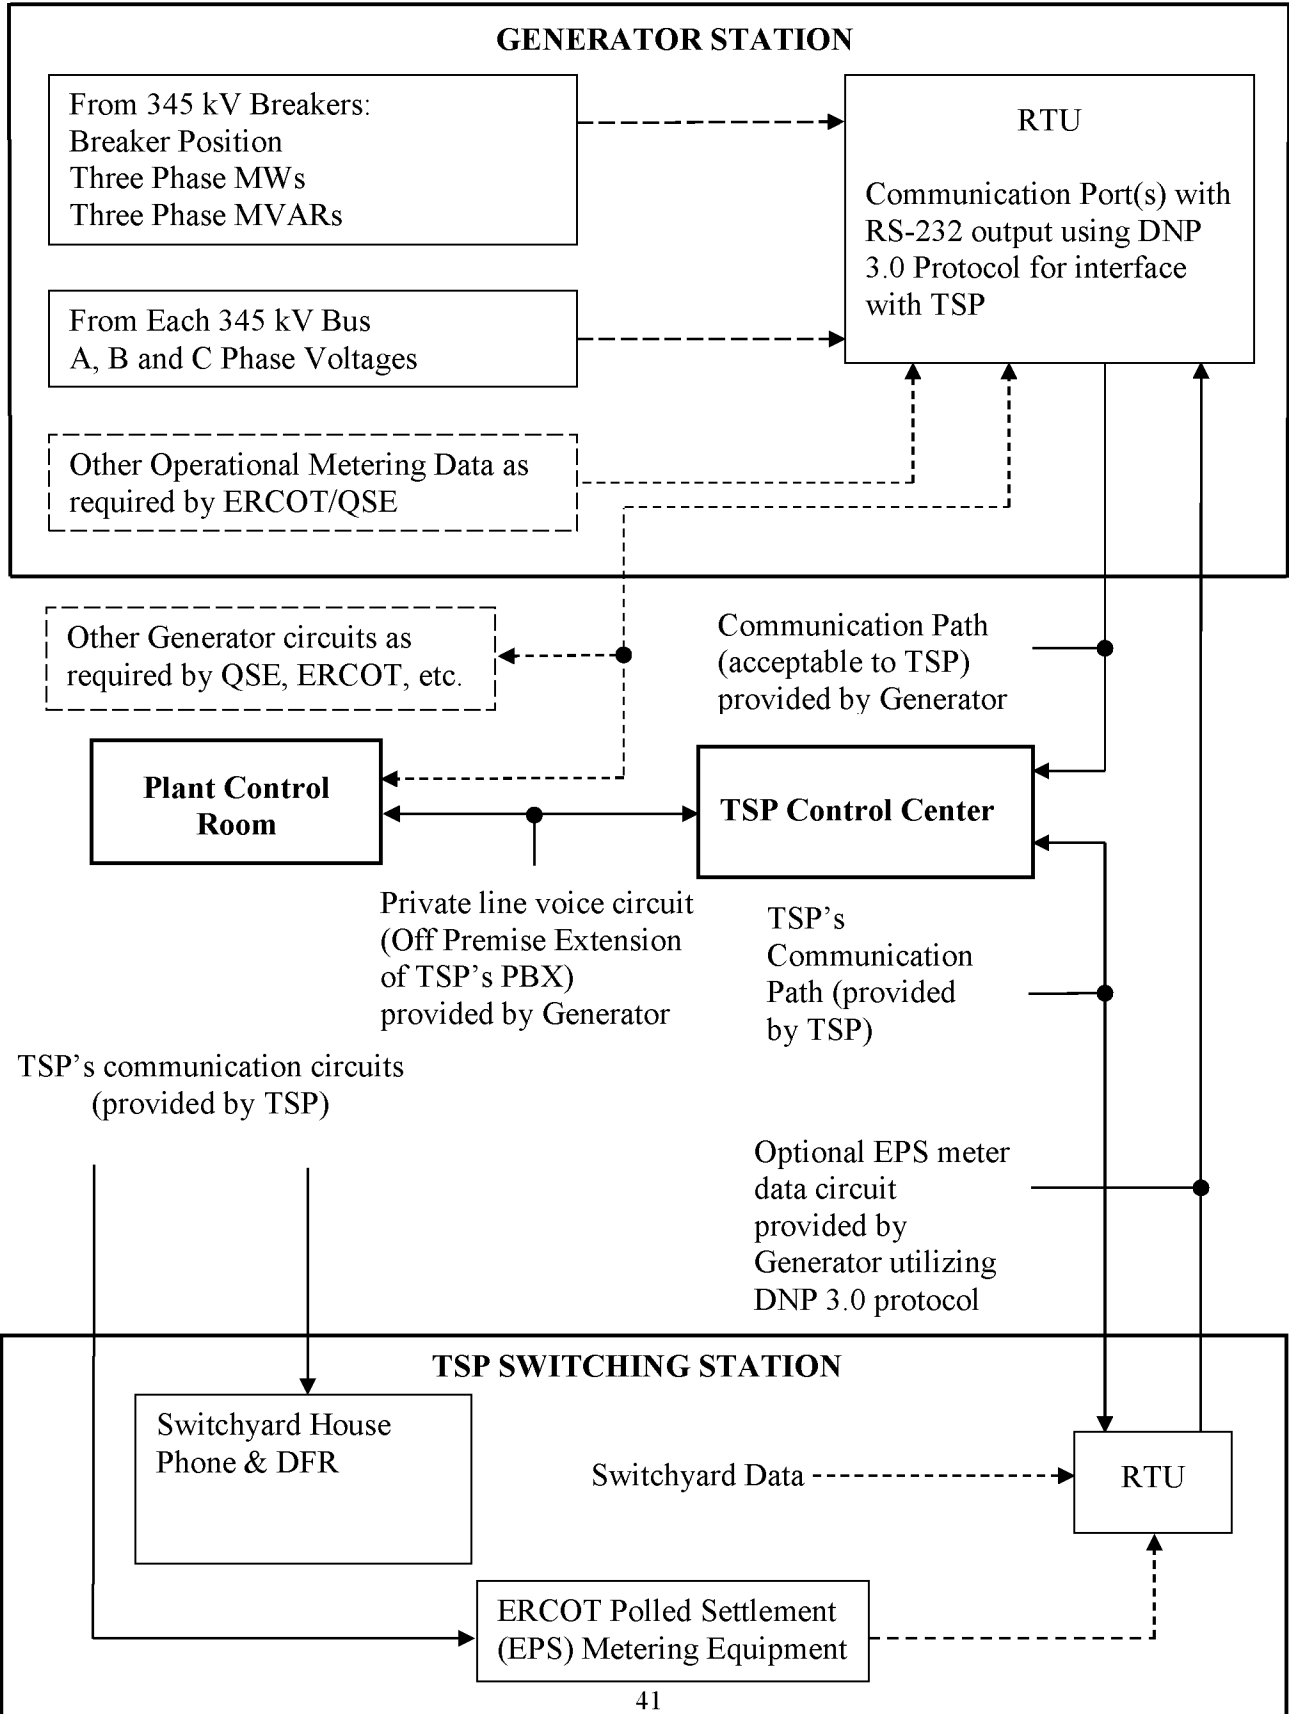 GENERATOR STATION
From 345 kV Breakers:
Breaker Position
Three Phase MWs
Three Phase MVARs
RTU
Communication Port(s) with
RS-232 output using DNP
3.0 Protocol for interface
with TSP
From Each 345 kV Bus
A, B and C Phase Voltages
Other Operational Metering Data as
required by ERCOT/QSE
Other Generator circuits as
required by QSE, ERCOT, etc.
Communication Path
(acceptable to TSP)
provided by Generator
Plant Control
Room
TSP Control Center
Private line voice circuit
(Off Premise Extension
of TSP’s PBX)
provided by Generator
TSP’s
Communication
Path (provided
by TSP)
TSP’s communication circuits
(provided by TSP)
Optional EPS meter
data circuit
provided by
Generator utilizing
DNP 3.0 protocol
TSP SWITCHING STATION
Switchyard House
Phone & DFR
Switchyard Data
RTU
ERCOT Polled Settlement
(EPS) Metering Equipment
41